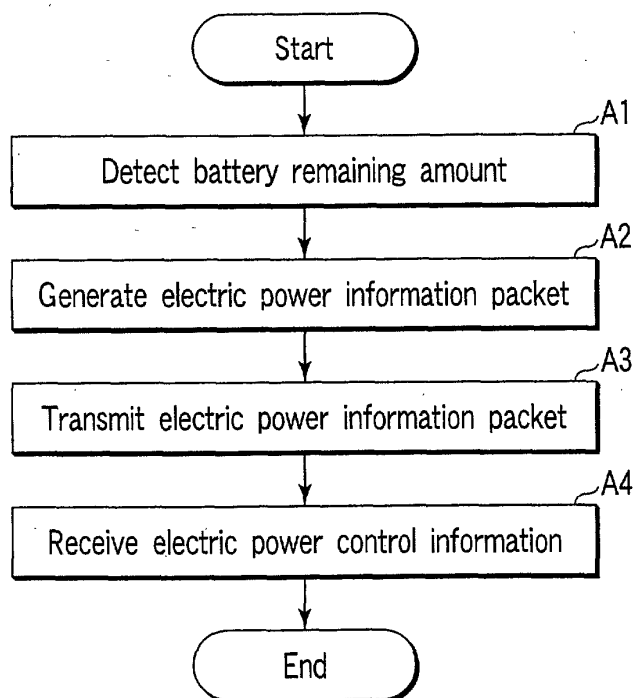 Start
A1
Detect battery remaining amount
A2
Generate electric power information packet
A3
Transmit electric power information packet
A4
Receive electric power control information
End